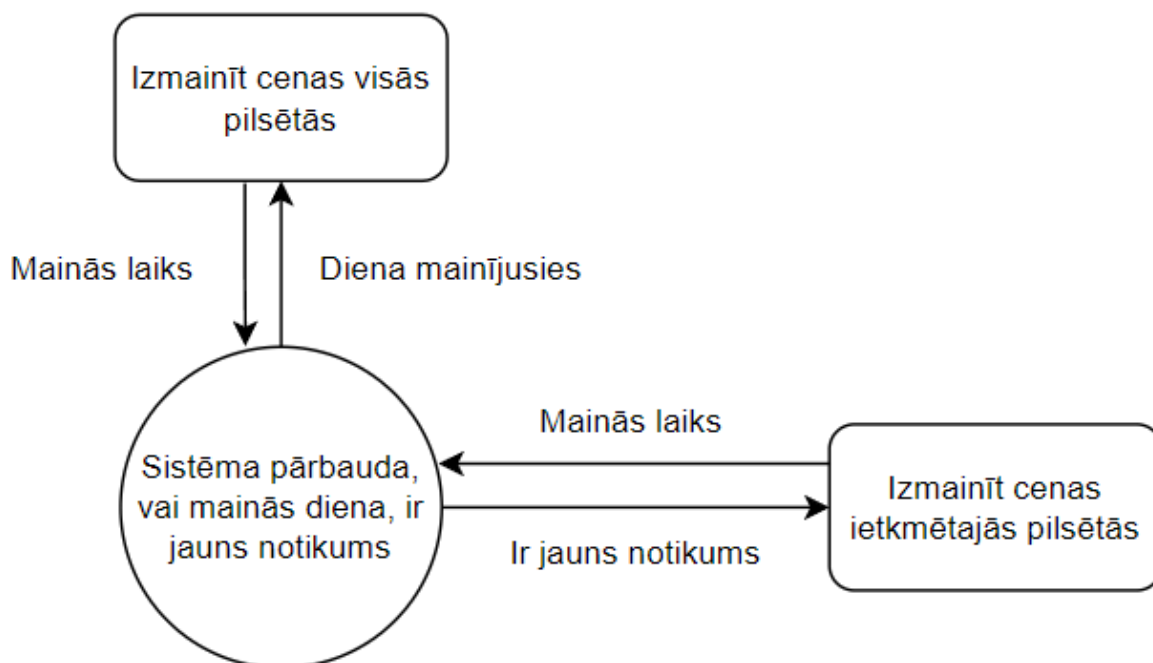 Izmainīt cenas visās
pilsētās
Mainās laiks
Diena mainījusies
Mainās laiks
Sistēma pārbauda,
vai mainās diena, ir
jauns notikums
Izmainīt cenas
ietkmētajās pilsētās
Ir jauns notikums